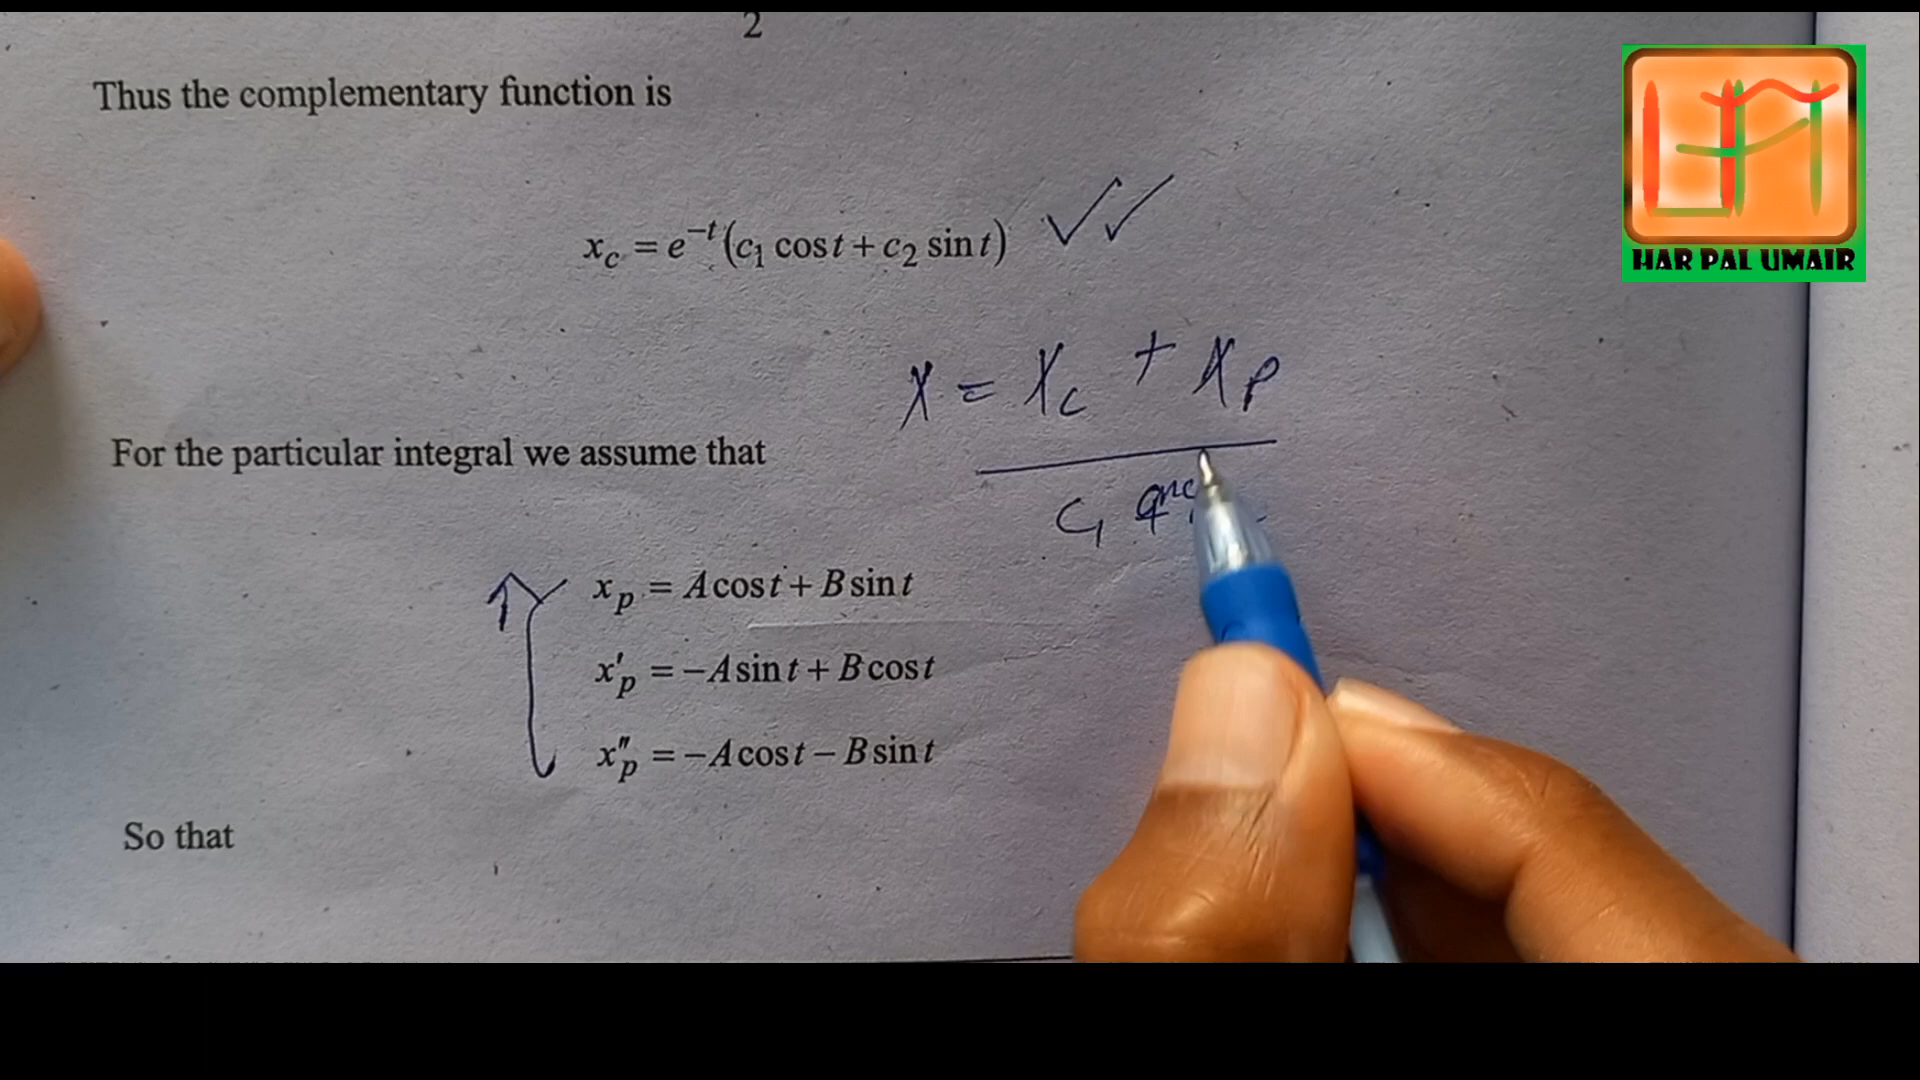 2
Thus the complementary function is
x_c = e^{-t}(c_1 cos t + c_2 sin t)
X = X_c + X_p
For the particular integral we assume that
C_1 and
x_p = A cos t + B sin t
x'_p = −A sin t + B cos t
x''_p = −A cos t − B sin t
So that
HAR PAL UMAIR